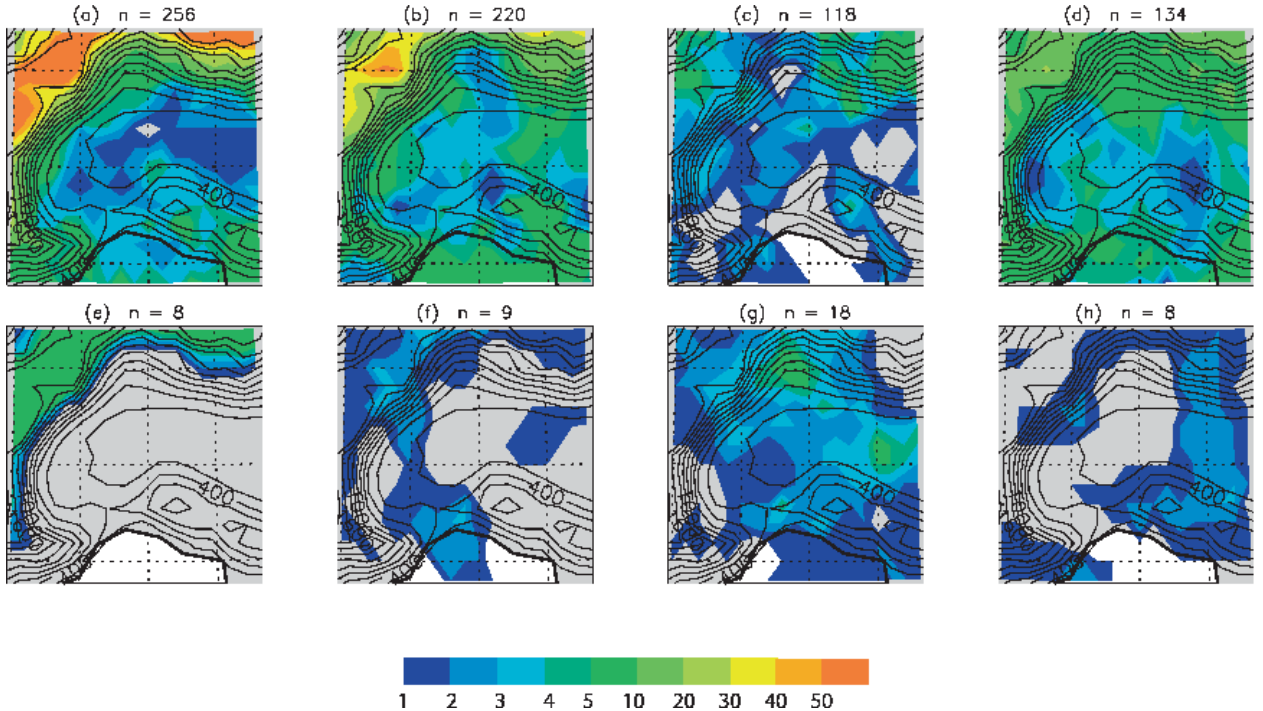 (a) n = 256
(b) n = 220
(c) n = 118
(d) n = 134
400
400
400
400
(e) n = 8
(f) n = 9
(g) n = 18
(h) n = 8
400
400
400
400
1 2 3 4 5 10 20 30 40 50